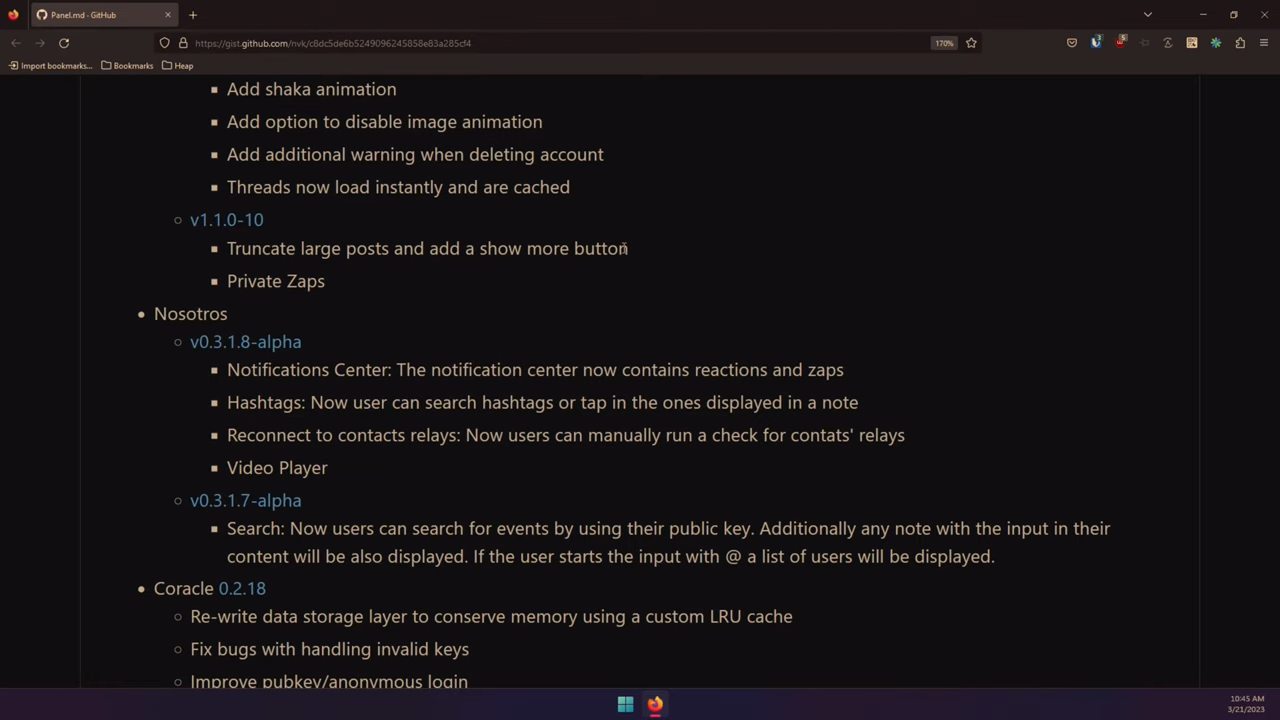 Panel.md · GitHub
https://gist.github.com/nvk/c8dc5de6b5249096245858e83a285cf4
170%
Import bookmarks...
Bookmarks
Heap
Add shaka animation
Add option to disable image animation
Add additional warning when deleting account
Threads now load instantly and are cached
v1.1.0-10
Truncate large posts and add a show more button
Private Zaps
Nosotros
v0.3.1.8-alpha
Notifications Center: The notification center now contains reactions and zaps
Hashtags: Now user can search hashtags or tap in the ones displayed in a note
Reconnect to contacts relays: Now users can manually run a check for contats' relays
Video Player
v0.3.1.7-alpha
Search: Now users can search for events by using their public key. Additionally any note with the input in their
content will be also displayed. If the user starts the input with @ a list of users will be displayed.
Coracle 0.2.18
Re-write data storage layer to conserve memory using a custom LRU cache
Fix bugs with handling invalid keys
Improve pubkey/anonymous login
10:45 AM
3/21/2023